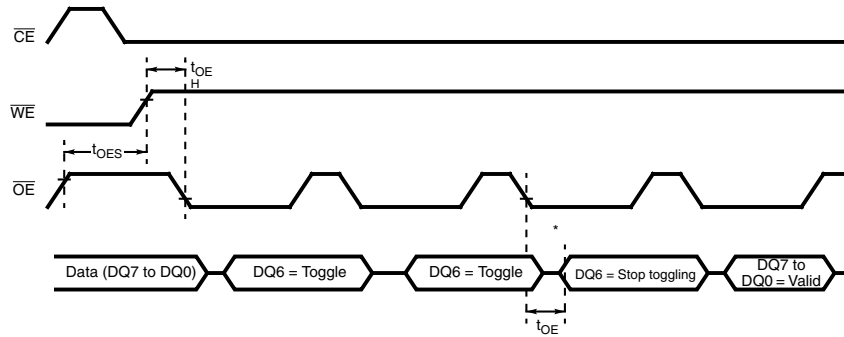 CE
tOE
H
WE
tOES
OE
*
Data (DQ7 to DQ0)
DQ6 = Toggle
DQ6 = Toggle
DQ6 = Stop toggling
DQ7 to
DQ0 = Valid
tOE